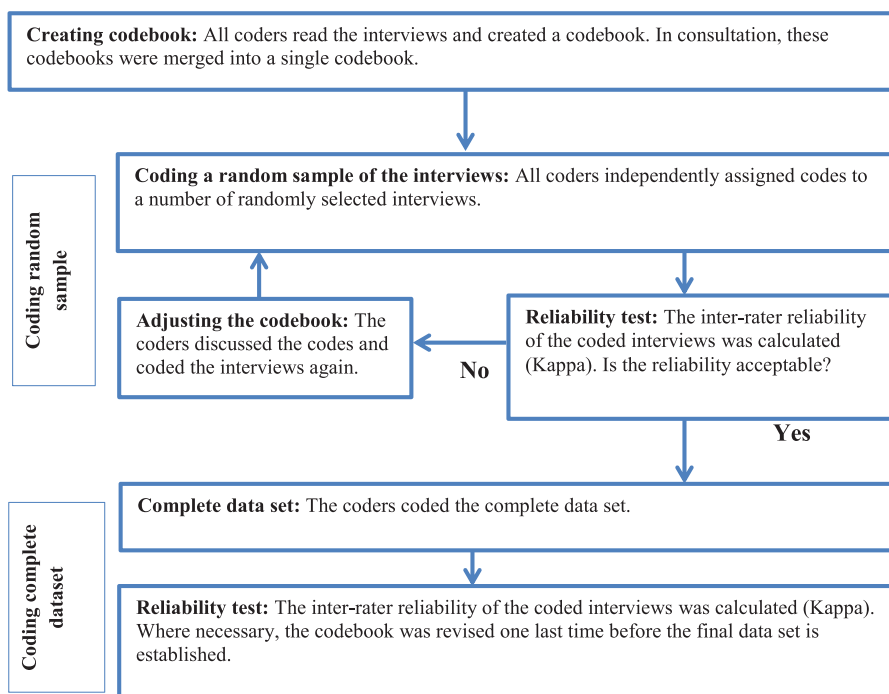 Creating codebook: All coders read the interviews and created a codebook. In consultation, these
codebooks were merged into a single codebook.
Coding random
sample
Coding a random sample of the interviews: All coders independently assigned codes to
a number of randomly selected interviews.
Adjusting the codebook: The
coders discussed the codes and
coded the interviews again.
No
Reliability test: The inter-rater reliability
of the coded interviews was calculated
(Kappa). Is the reliability acceptable?
Yes
Coding complete
dataset
Complete data set: The coders coded the complete data set.
Reliability test: The inter-rater reliability of the coded interviews was calculated (Kappa).
Where necessary, the codebook was revised one last time before the final data set is
established.